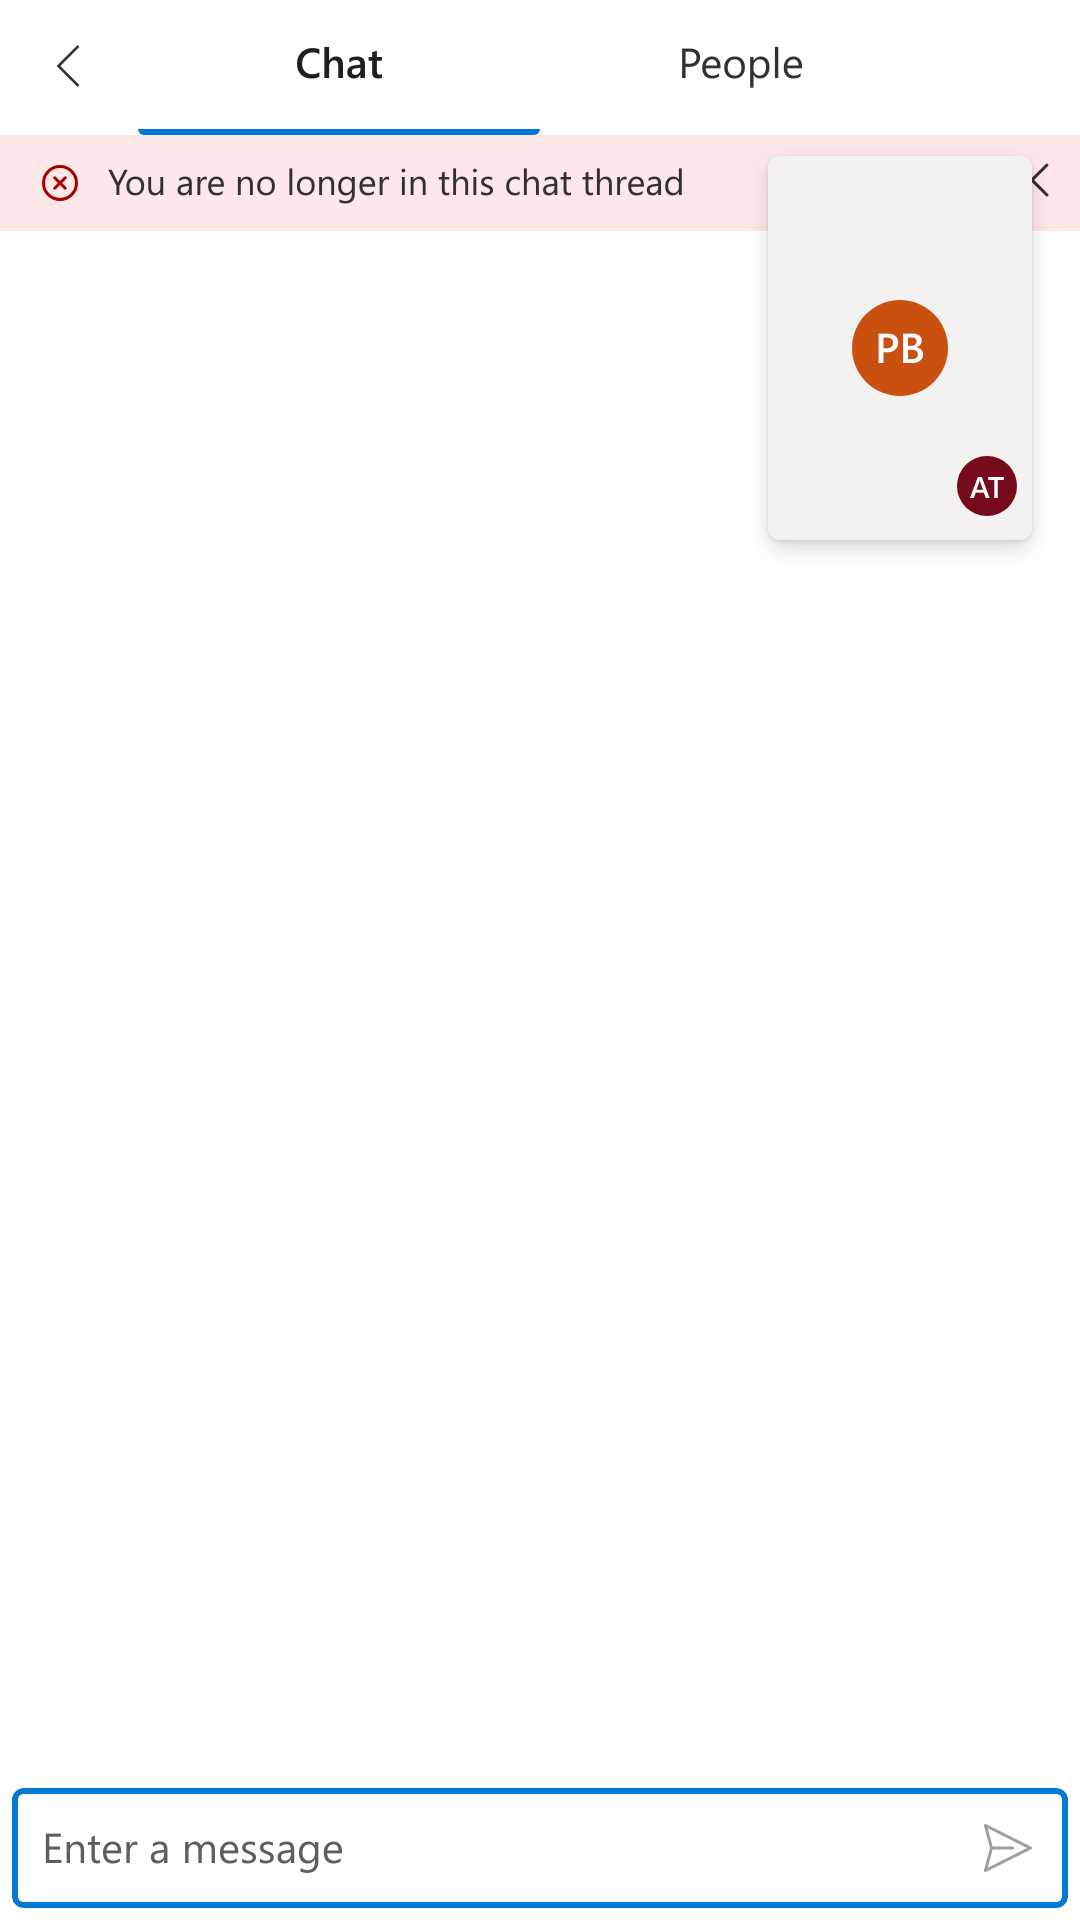 Chat
People
You are no longer in this chat thread
PB
AT
Enter a message